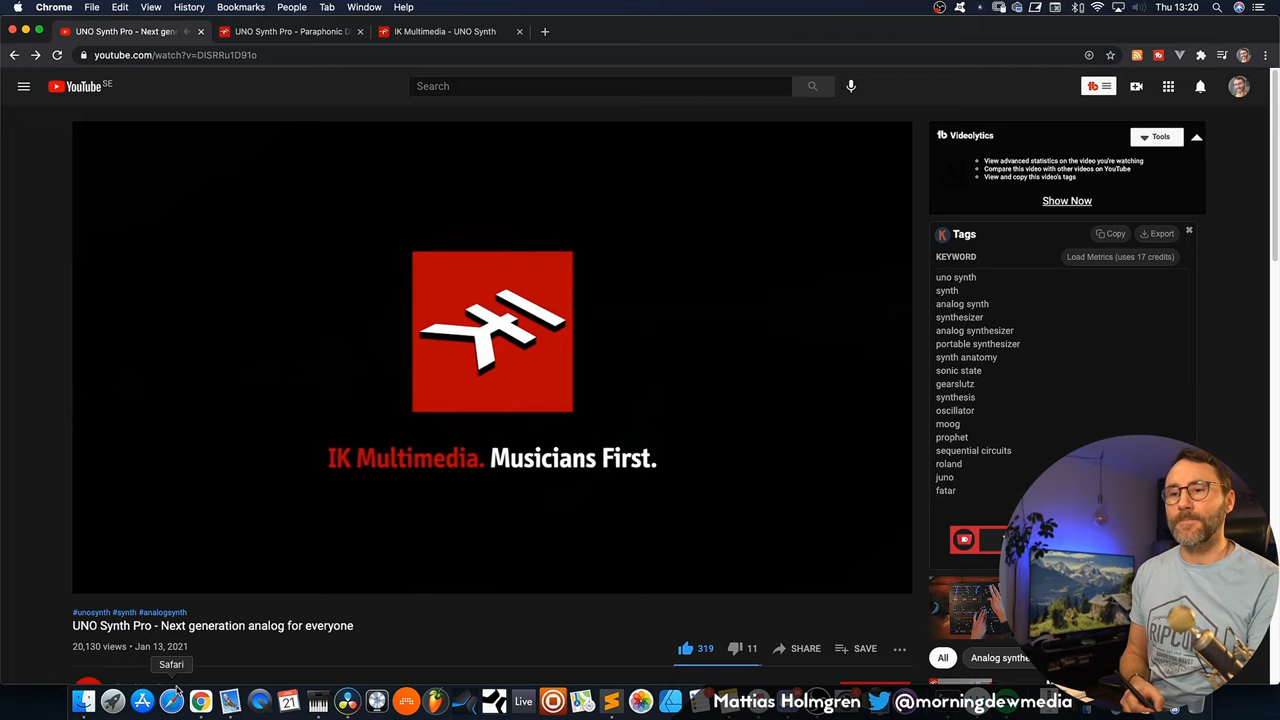 Chrome File Edit View History Bookmarks People Tab Window Help Thu 13:20
UNO Synth Pro - Next gen
UNO Synth Pro - Paraphonic D
IK Multimedia - UNO Synth
youtube.com/watch?v=DlSRRu1D91o
YouTube SE
Search
tb Videolytics
Tools
View advanced statistics on the video you're watching
Compare this video with other videos on YouTube
View and copy this video's tags
Show Now
K Tags
Copy
Export
KEYWORD
Load Metrics (uses 17 credits)
uno synth
synth
analog synth
synthesizer
analog synthesizer
portable synthesizer
synth anatomy
sonic state
gearslutz
synthesis
oscillator
moog
prophet
sequential circuits
roland
juno
fatar
IK Multimedia. Musicians First.
#unosynth #synth #analogsynth
UNO Synth Pro - Next generation analog for everyone
20,130 views • Jan 13, 2021
319
11
SHARE
SAVE
All
Analog synthe
Safari
21
Live
Mattias Holmgren @morningdewmedia
RIPCU